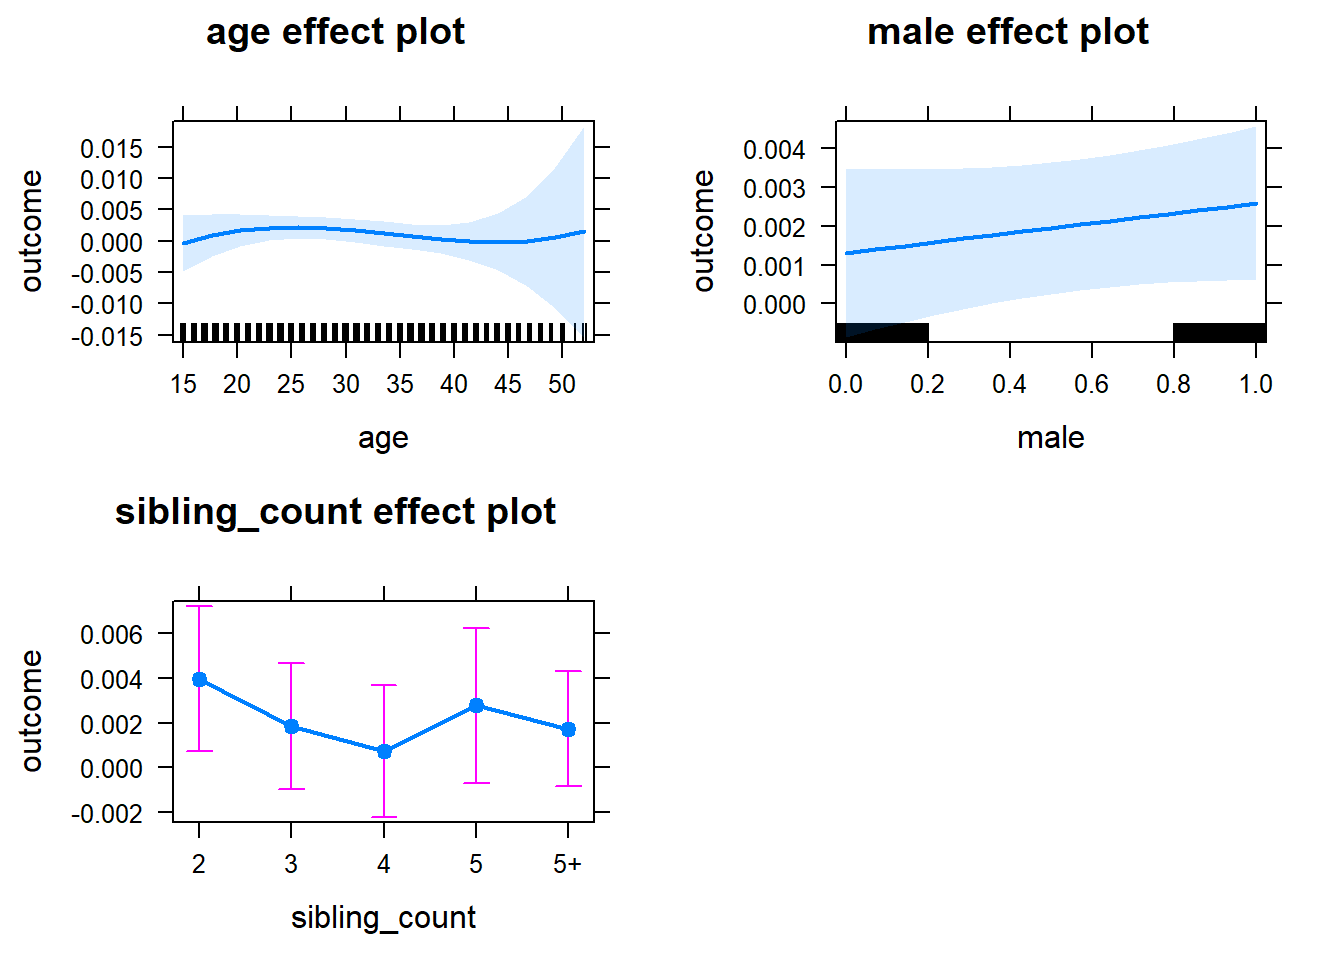 age effect plot
outcome
0.015
0.010
0.005
0.000
-0.005
-0.010
-0.015
15 20 25 30 35 40 45 50
age
male effect plot
outcome
0.004
0.003
0.002
0.001
0.000
0.0 0.2 0.4 0.6 0.8 1.0
male
sibling_count effect plot
outcome
0.006
0.004
0.002
0.000
-0.002
2 3 4 5 5+
sibling_count